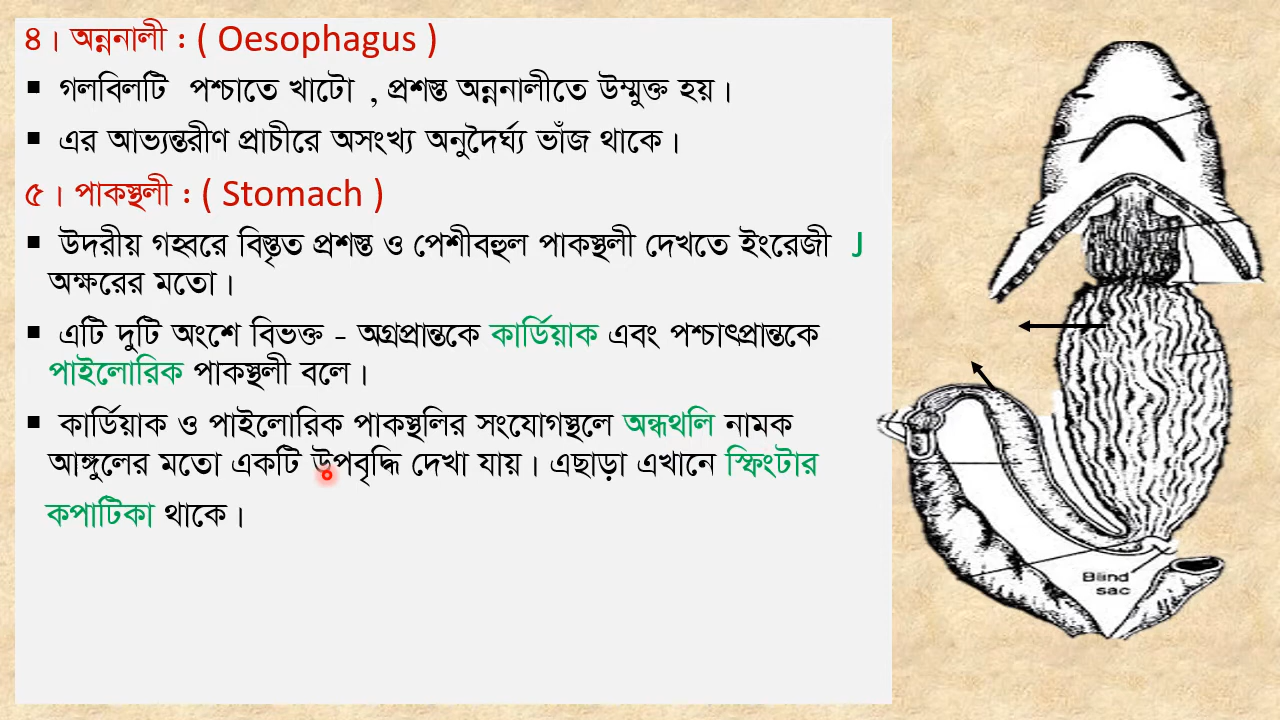 ৪। অন্ননালী : ( Oesophagus )
▪ গলবিলটি পশ্চাতে খাটো , প্রশস্ত অন্ননালীতে উম্মুক্ত হয়।
▪ এর আভ্যন্তরীণ প্রাচীরে অসংখ্য অনুদৈর্ঘ্য ভাঁজ থাকে।
৫। পাকস্থলী : ( Stomach )
▪ উদরীয় গহ্বরে বিস্তৃত প্রশস্ত ও পেশীবহুল পাকস্থলী দেখতে ইংরেজী J
অক্ষরের মতো।
▪ এটি দুটি অংশে বিভক্ত - অগ্রপ্রান্তকে কার্ডিয়াক এবং পশ্চাৎপ্রান্তকে
পাইলোরিক পাকস্থলী বলে।
▪ কার্ডিয়াক ও পাইলোরিক পাকস্থলির সংযোগস্থলে অন্ধথলি নামক
আঙ্গুলের মতো একটি উপবৃদ্ধি দেখা যায়। এছাড়া এখানে স্ফিংটার
কপাটিকা থাকে।
Blind
sac